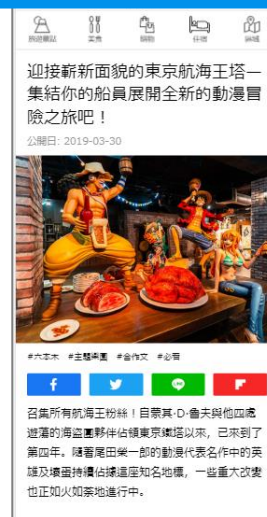 旅遊景點 美食 購物 住宿 區域
迎接嶄新面貌的東京航海王塔—
集結你的船員展開全新的動漫冒
險之旅吧！
公開日: 2019-03-30
#六本木 #主題樂園 #合作文 #必看
召集所有航海王粉絲！自蒙其·D·魯夫與他四處
遊蕩的海盜團夥伴佔領東京鐵塔以來，已來到了
第四年。隨著尾田榮一郎的動漫代表名作中的英
雄及壞蛋持續佔據這座知名地標，一些重大改變
也正如火如荼地進行中。